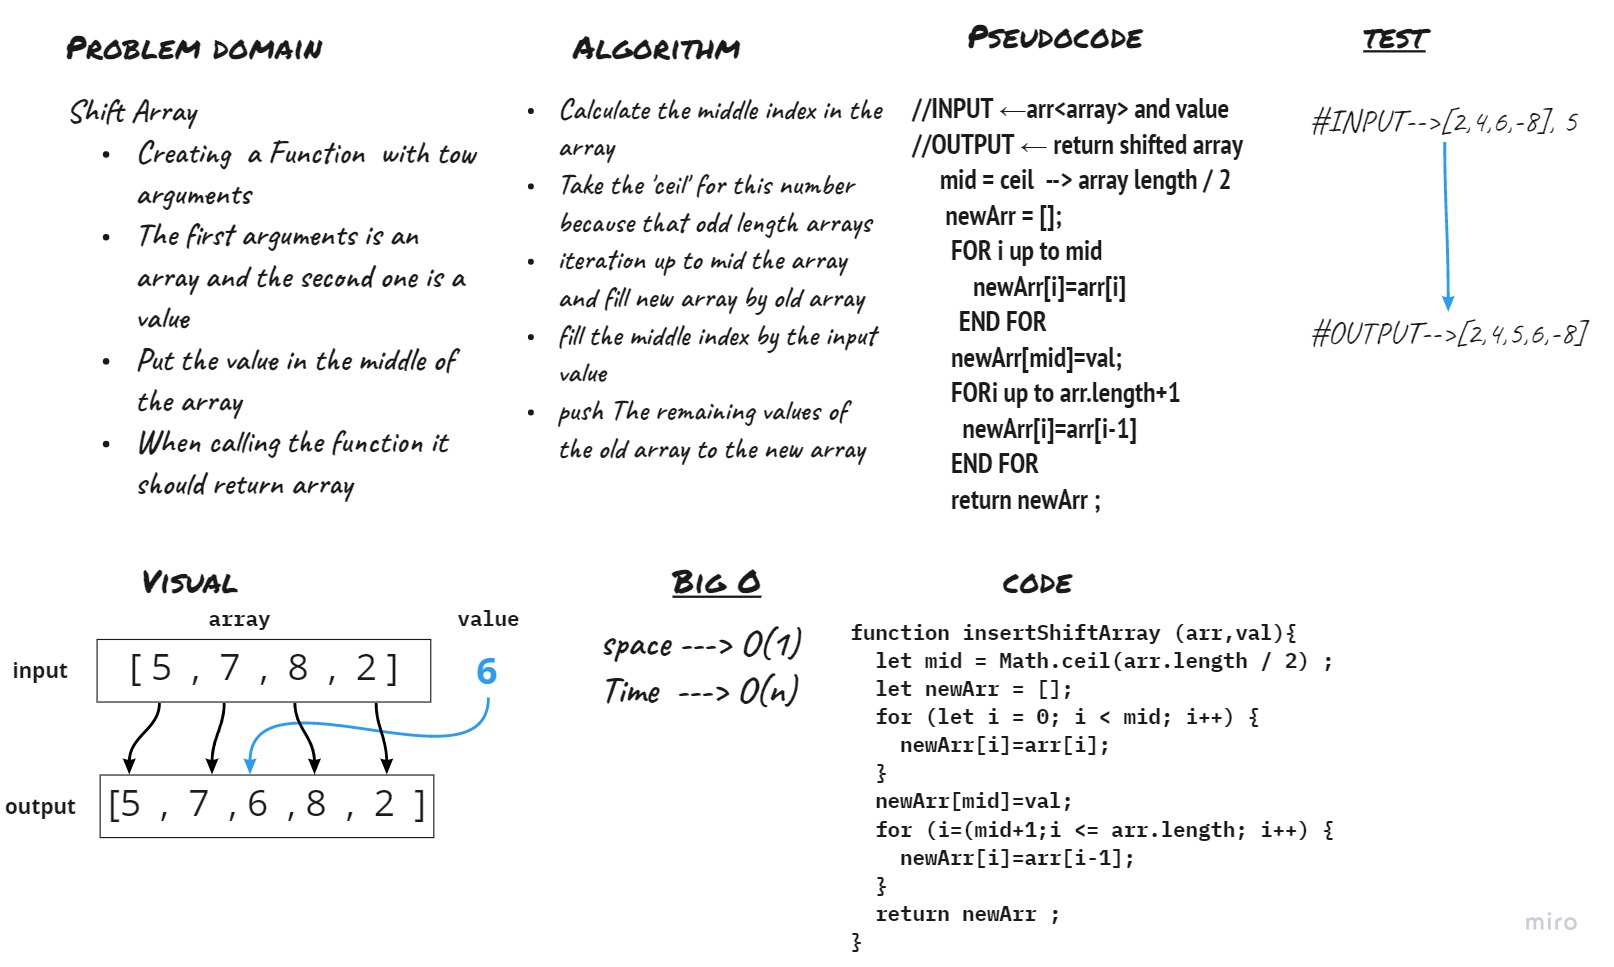 PROBLEM DOMAIN
Shift Array
• Creating a Function with tow
arguments
• The first arguments is an
array and the second one is a
value
• Put the value in the middle of
the array
• When calling the function it
should return array
ALGORITHM
• Calculate the middle index in the
array
• Take the 'ceil' for this number
because that odd length arrays
• iteration up to mid the array
and fill new array by old array
• fill the middle index by the input
value
• push The remaining values of
the old array to the new array
PSEUDOCODE
//INPUT ←arr<array> and value
//OUTPUT ← return shifted array
mid = ceil --> array length / 2
newArr = [];
FOR i up to mid
newArr[i]=arr[i]
END FOR
newArr[mid]=val;
FORi up to arr.length+1
newArr[i]=arr[i-1]
END FOR
return newArr ;
TEST
#INPUT-->[2,4,6,-8], 5
#OUTPUT-->[2,4,5,6,-8]
VISUAL
array value
input [ 5 , 7 , 8 , 2 ] 6
output [5 , 7 , 6 , 8 , 2 ]
BIG O
space ---> O(1)
Time ---> O(n)
CODE
function insertShiftArray (arr,val){
let mid = Math.ceil(arr.length / 2) ;
let newArr = [];
for (let i = 0; i < mid; i++) {
newArr[i]=arr[i];
}
newArr[mid]=val;
for (i=(mid+1;i <= arr.length; i++) {
newArr[i]=arr[i-1];
}
return newArr ;
}
miro